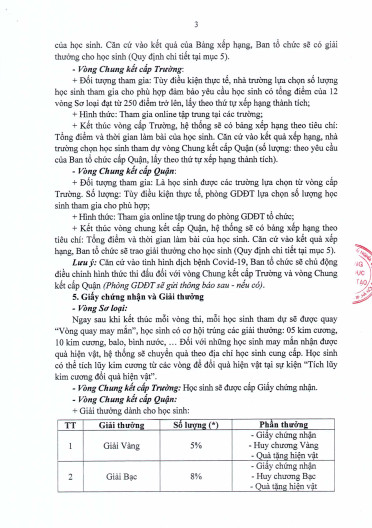 3
của học sinh. Căn cứ vào kết quả của Bảng xếp hạng, Ban tổ chức sẽ có giải
thưởng cho học sinh (Quy định chi tiết tại mục 5).
- Vòng Chung kết cấp Trường:
+ Đối tượng tham gia: Tùy điều kiện thực tế, nhà trường lựa chọn số lượng
học sinh tham gia cho phù hợp đảm bảo yêu cầu học sinh có tổng điểm của 12
vòng Sơ loại đạt từ 250 điểm trở lên, lấy theo thứ tự xếp hạng thành tích;
+ Hình thức: Tham gia online tập trung tại các trường;
+ Kết thúc vòng cấp Trường, hệ thống sẽ có bảng xếp hạng theo tiêu chí:
Tổng điểm và thời gian làm bài của học sinh. Căn cứ vào kết quả xếp hạng, nhà
trường chọn học sinh tham dự vòng Chung kết cấp Quận (số lượng: theo yêu cầu
của Ban tổ chức cấp Quận, lấy theo thứ tự xếp hạng thành tích).
- Vòng Chung kết cấp Quận:
+ Đối tượng tham gia: Là học sinh được các trường lựa chọn từ vòng cấp
Trường. Số lượng: Tùy điều kiện thực tế, phòng GDĐT lựa chọn số lượng học
sinh tham gia cho phù hợp;
+ Hình thức: Tham gia online tập trung do phòng GDĐT tổ chức;
+ Kết thúc vòng chung kết cấp Quận, hệ thống sẽ có bảng xếp hạng theo
tiêu chí: Tổng điểm và thời gian làm bài của học sinh. Căn cứ vào kết quả xếp
hạng, Ban tổ chức sẽ trao giải thưởng cho học sinh (Quy định chi tiết tại mục 5).
Lưu ý: Căn cứ vào tình hình dịch bệnh Covid-19, Ban tổ chức sẽ chủ động
điều chỉnh hình thức thi đấu đối với vòng Chung kết cấp Trường và vòng Chung
kết cấp Quận (Phòng GDĐT sẽ gửi thông báo sau - nếu có).
5. Giấy chứng nhận và Giải thưởng
- Vòng Sơ loại:
Ngay sau khi kết thúc mỗi vòng thi, mỗi học sinh tham dự sẽ được quay
“Vòng quay may mắn”, học sinh có cơ hội trúng các giải thưởng: 05 kim cương,
10 kim cương, balo, bình nước, … Đối với những học sinh may mắn nhận được
quà hiện vật, hệ thống sẽ chuyển quà theo địa chỉ học sinh cung cấp. Học sinh
có thể tích lũy kim cương từ các vòng để đổi quà hiện vật tại sự kiện “Tích lũy
kim cương đổi quà hiện vật”.
- Vòng Chung kết cấp Trường: Học sinh sẽ được cấp Giấy chứng nhận.
- Vòng Chung kết cấp Quận:
+ Giải thưởng dành cho học sinh:
TT Giải thưởng Số lượng (*) Phần thưởng
1 Giải Vàng 5% - Giấy chứng nhận
- Huy chương Vàng
- Quà tặng hiện vật
2 Giải Bạc 8% - Giấy chứng nhận
- Huy chương Bạc
- Quà tặng hiện vật